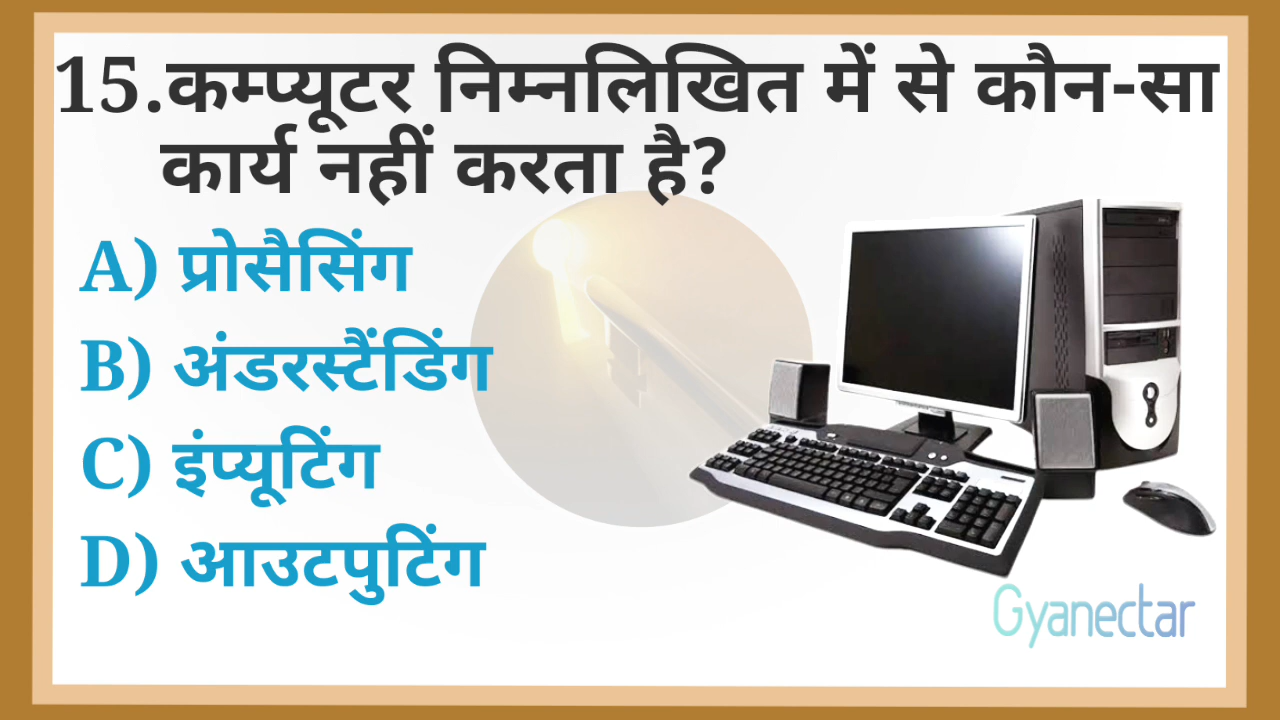 15.कम्प्यूटर निम्नलिखित में से कौन-सा
कार्य नहीं करता है?
A) प्रोसैसिंग
B) अंडरस्टैंडिंग
C) इंप्यूटिंग
D) आउटपुटिंग
Gyanectar